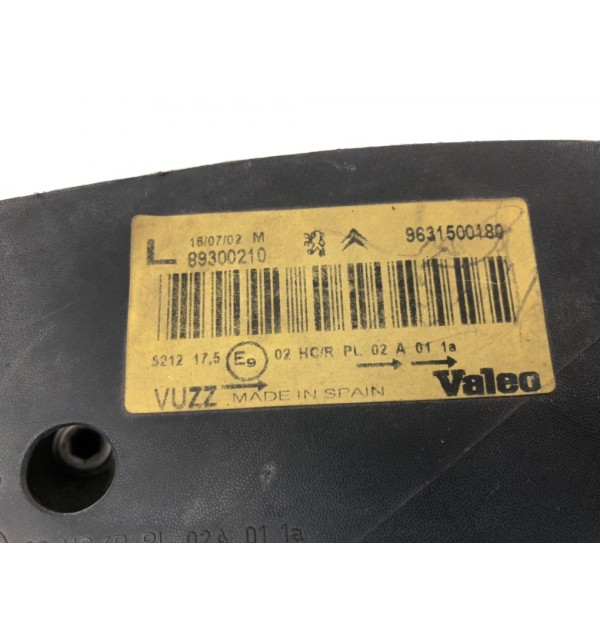 L 16/07/02 M 9631500180
89300210
5212 17,5 E9 02 HC/R PL 02 A 01 1a
VUZZ MADE IN SPAIN Valeo
PL 02A 01 1a